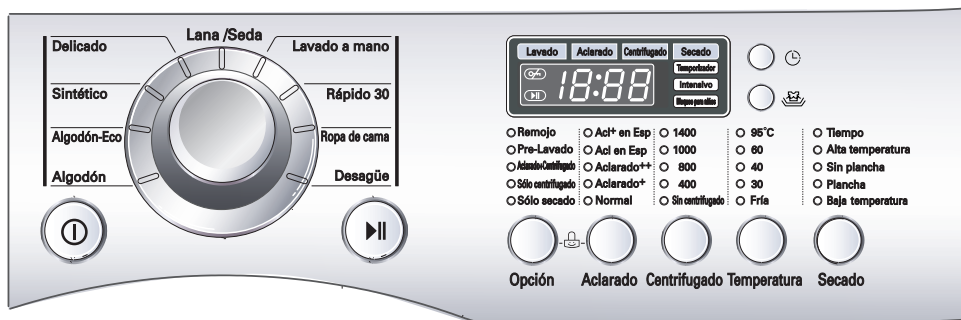 Lana /Seda
Delicado
Lavado a mano
Sintético
Rápido 30
Algodón-Eco
Ropa de cama
Algodón
Desagüe
Lavado Aclarado Centrifugado Secado
18:88
Temporizador
Intensivo
Bloqueo para niños
Remojo
Pre-Lavado
Aclarado+Centrifugado
Sólo centrifugado
Sólo secado
Acl+ en Esp
Acl en Esp
Aclarado++
Aclarado+
Normal
1400
1000
800
400
Sin centrifugado
95°C
60
40
30
Fría
Tiempo
Alta temperatura
Sin plancha
Plancha
Baja temperatura
Opción Aclarado Centrifugado Temperatura Secado